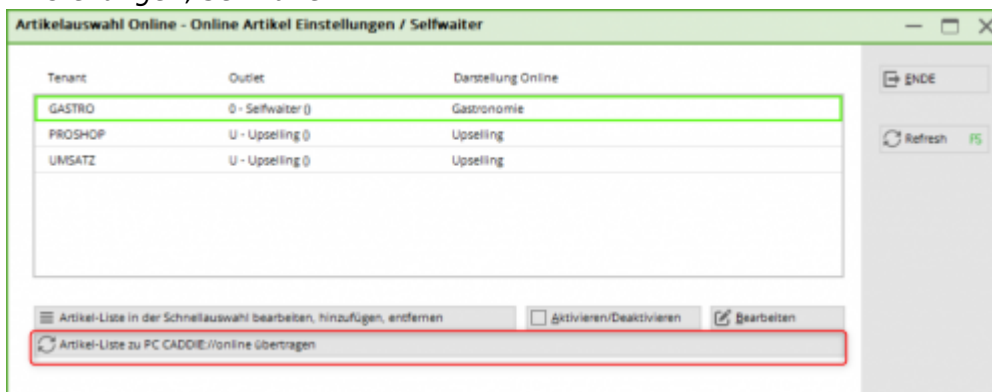 Artikelauswahl Online - Online Artikel Einstellungen / Selfwaiter
Tenant Outlet Darstellung Online
GASTRO 0 - Selfwaiter () Gastronomie
PROSHOP U - Upselling () Upselling
UMSATZ U - Upselling () Upselling
ENDE
Refresh F5
Artikel-Liste in der Schnellauswahl bearbeiten, hinzufügen, entfernen Aktivieren/Deaktivieren Bearbeiten
Artikel-Liste zu PC CADDIE://online übertragen